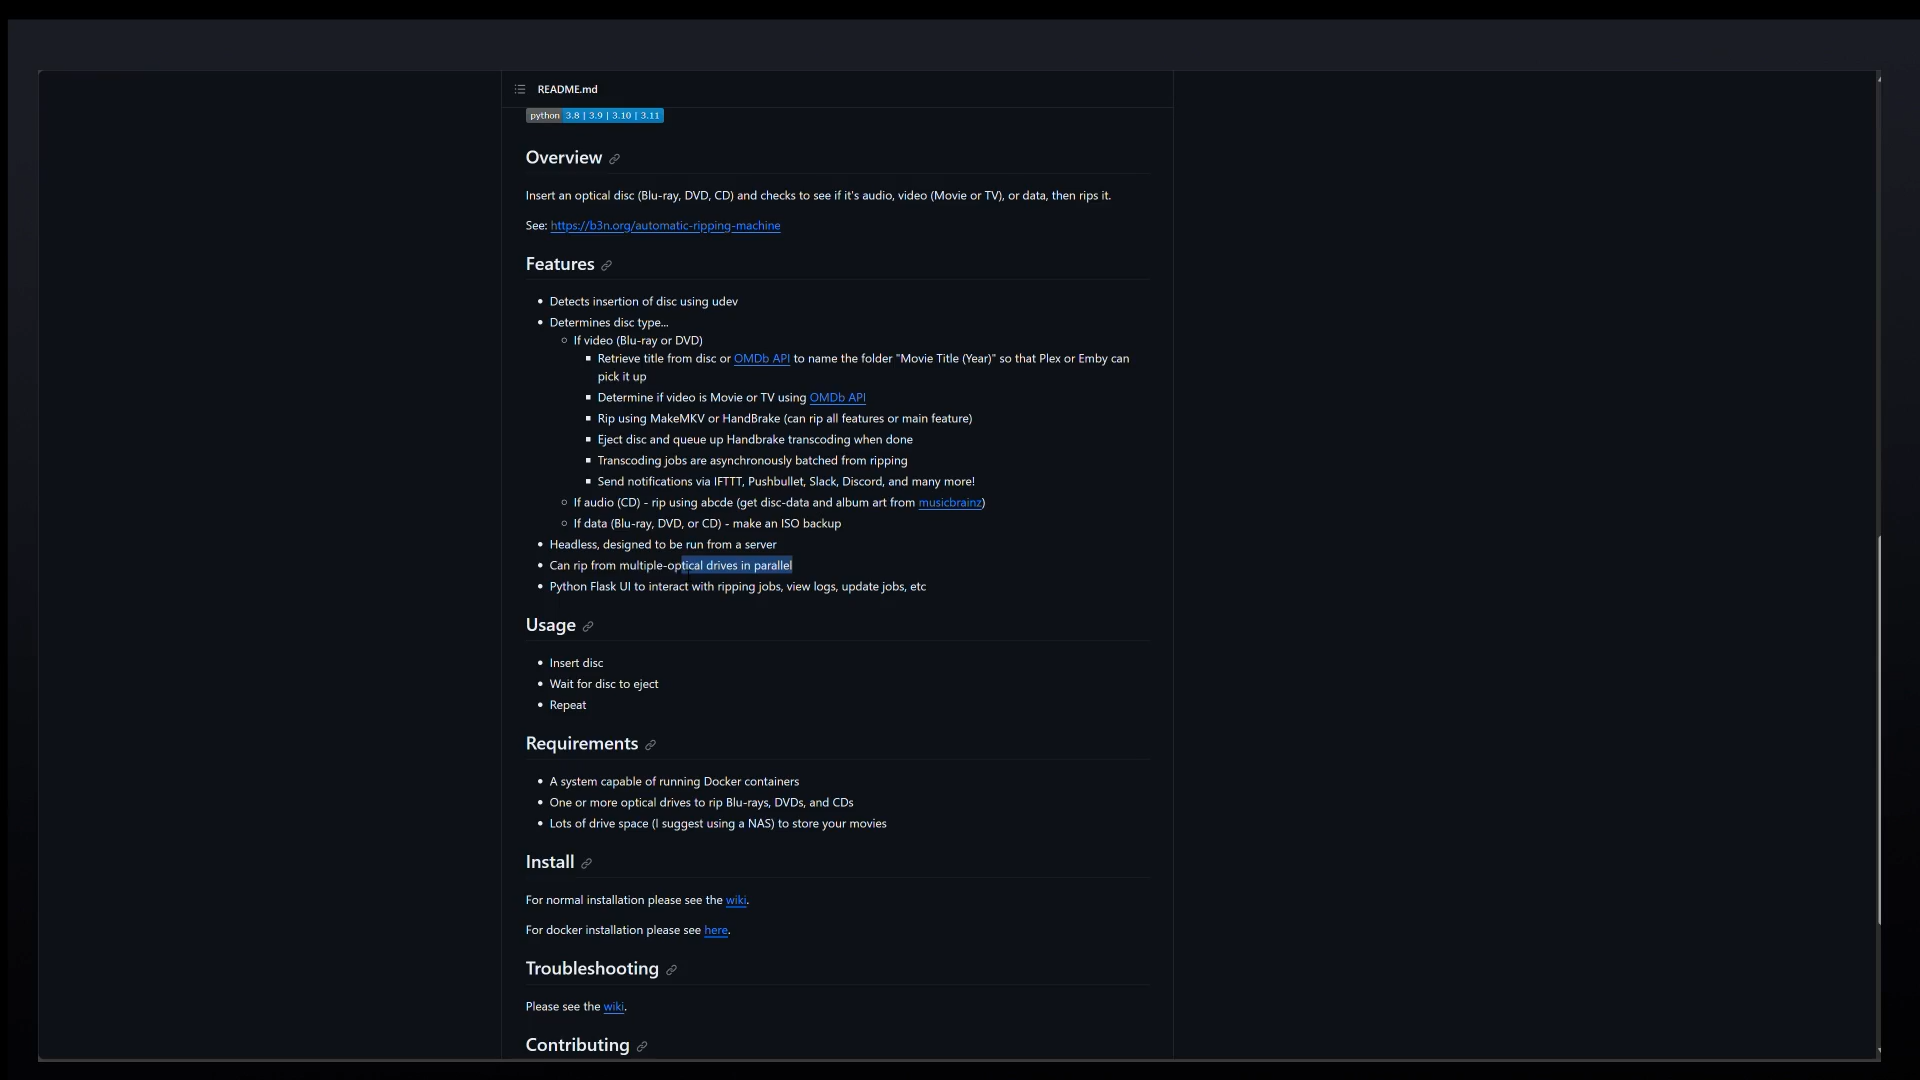 README.md
python 3.8 | 3.9 | 3.10 | 3.11
Overview
Insert an optical disc (Blu-ray, DVD, CD) and checks to see if it's audio, video (Movie or TV), or data, then rips it.
See: https://b3n.org/automatic-ripping-machine
Features
• Detects insertion of disc using udev
• Determines disc type...
○ If video (Blu-ray or DVD)
▪ Retrieve title from disc or OMDb API to name the folder "Movie Title (Year)" so that Plex or Emby can
pick it up
▪ Determine if video is Movie or TV using OMDb API
▪ Rip using MakeMKV or HandBrake (can rip all features or main feature)
▪ Eject disc and queue up Handbrake transcoding when done
▪ Transcoding jobs are asynchronously batched from ripping
▪ Send notifications via IFTTT, Pushbullet, Slack, Discord, and many more!
○ If audio (CD) - rip using abcde (get disc-data and album art from musicbrainz)
○ If data (Blu-ray, DVD, or CD) - make an ISO backup
• Headless, designed to be run from a server
• Can rip from multiple-optical drives in parallel
• Python Flask UI to interact with ripping jobs, view logs, update jobs, etc
Usage
• Insert disc
• Wait for disc to eject
• Repeat
Requirements
• A system capable of running Docker containers
• One or more optical drives to rip Blu-rays, DVDs, and CDs
• Lots of drive space (I suggest using a NAS) to store your movies
Install
For normal installation please see the wiki.
For docker installation please see here.
Troubleshooting
Please see the wiki.
Contributing